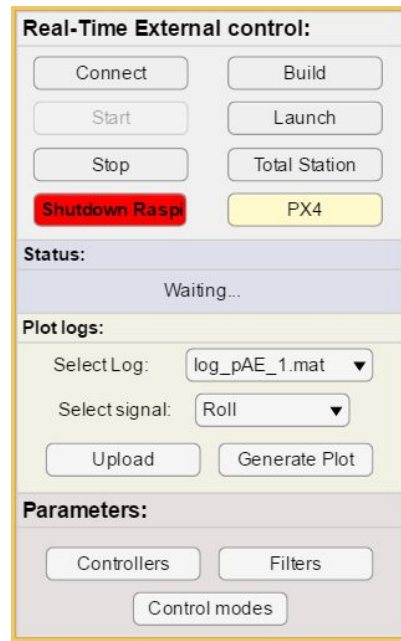 Real-Time External control:
Connect Build
Start Launch
Stop Total Station
Shutdown Raspi PX4
Status:
Waiting...
Plot logs:
Select Log: log_pAE_1.mat
Select signal: Roll
Upload Generate Plot
Parameters:
Controllers Filters
Control modes